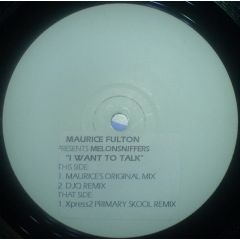 MAURICE FULTON
PRESENTS MELONSNIFFERS
"I WANT TO TALK"
THIS SIDE:
1. MAURICE'S ORIGINAL MIX
2. DJQ REMIX
THAT SIDE:
1. Xpress2 PRIMARY SKOOL REMIX